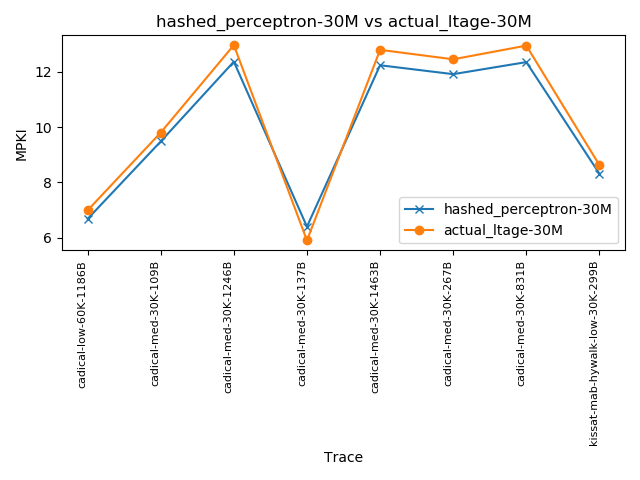 hashed_perceptron-30M vs actual_ltage-30M
MPKI
12
10
8
6
hashed_perceptron-30M
actual_ltage-30M
cadical-low-60K-1186B
cadical-med-30K-109B
cadical-med-30K-1246B
cadical-med-30K-137B
cadical-med-30K-1463B
cadical-med-30K-267B
cadical-med-30K-831B
kissat-mab-hywalk-low-30K-299B
Trace